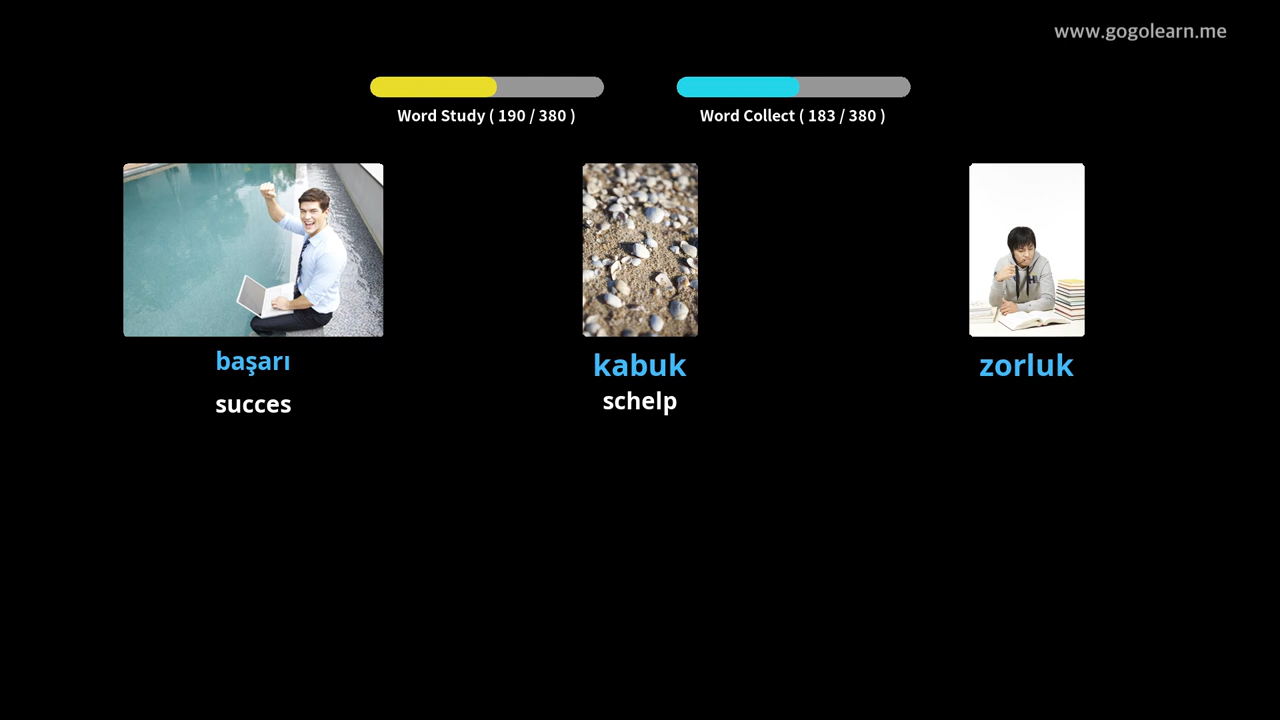 www.gogolearn.me
Word Study ( 190 / 380 )
Word Collect ( 183 / 380 )
başarı
succes
kabuk
schelp
zorluk